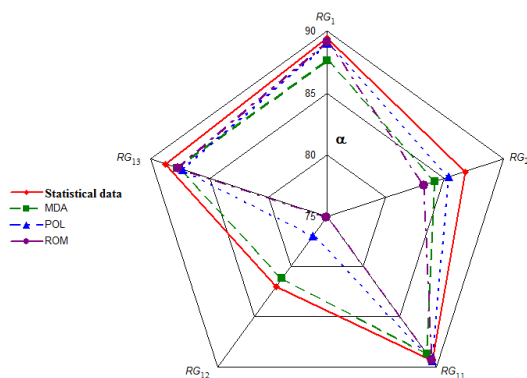 RG1
90
85
α
80
75
RG13
RG2
Statistical data
MDA
POL
ROM
RG12
RG11